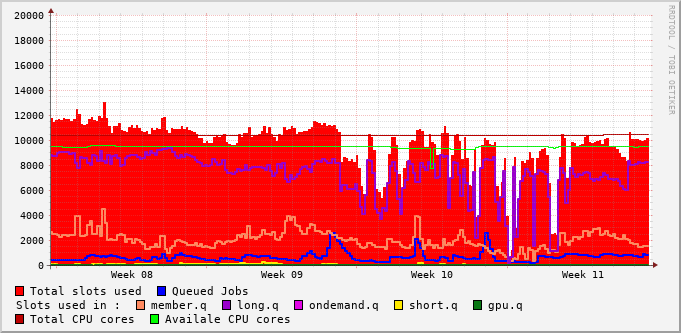 RRDTOOL / TOBI OETIKER
20000
18000
16000
14000
12000
10000
8000
6000
4000
2000
0
Week 08 Week 09 Week 10 Week 11
Total slots used Queued Jobs
Slots used in : member.q long.q ondemand.q short.q gpu.q
Total CPU cores Availale CPU cores